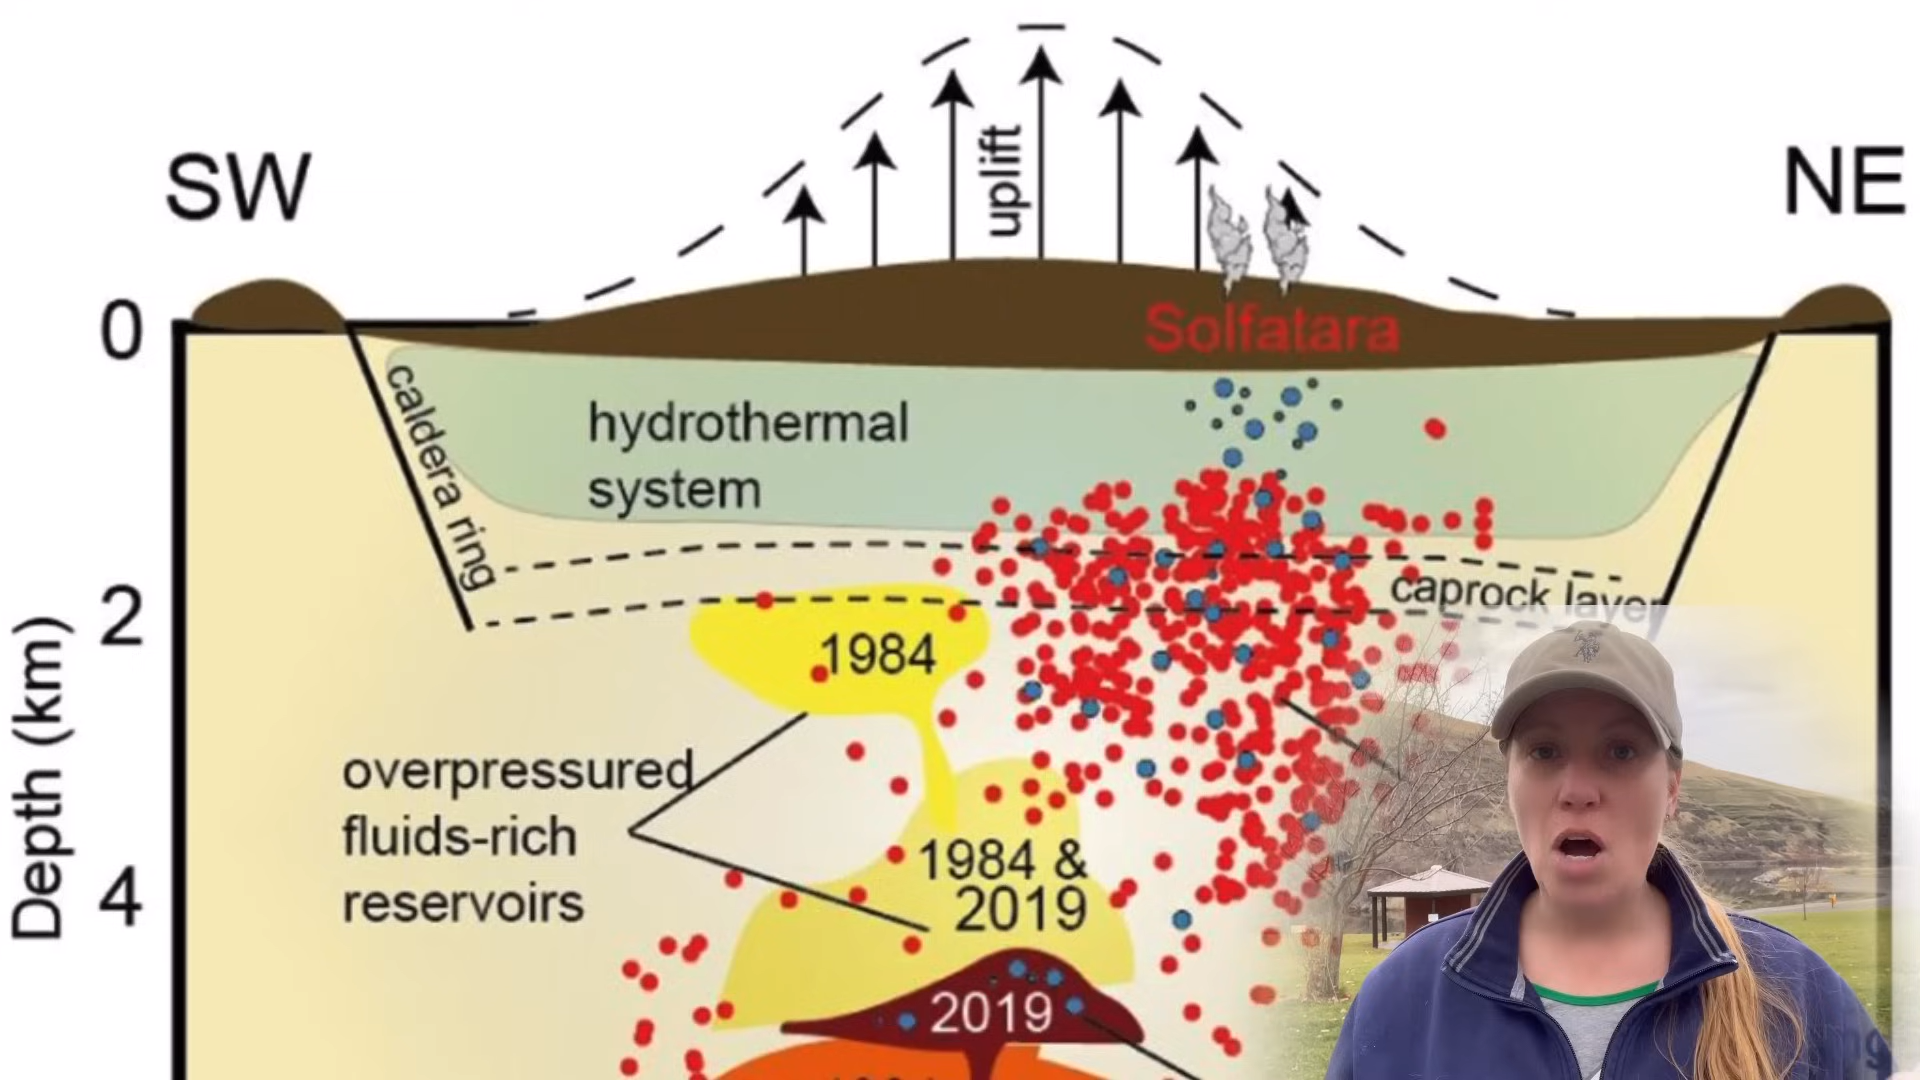 uplift
SW
NE
0
Solfatara
caldera ring
hydrothermal
system
caprock layer
2
1984
Depth (km)
overpressured
fluids-rich
reservoirs
4
1984 &
2019
2019